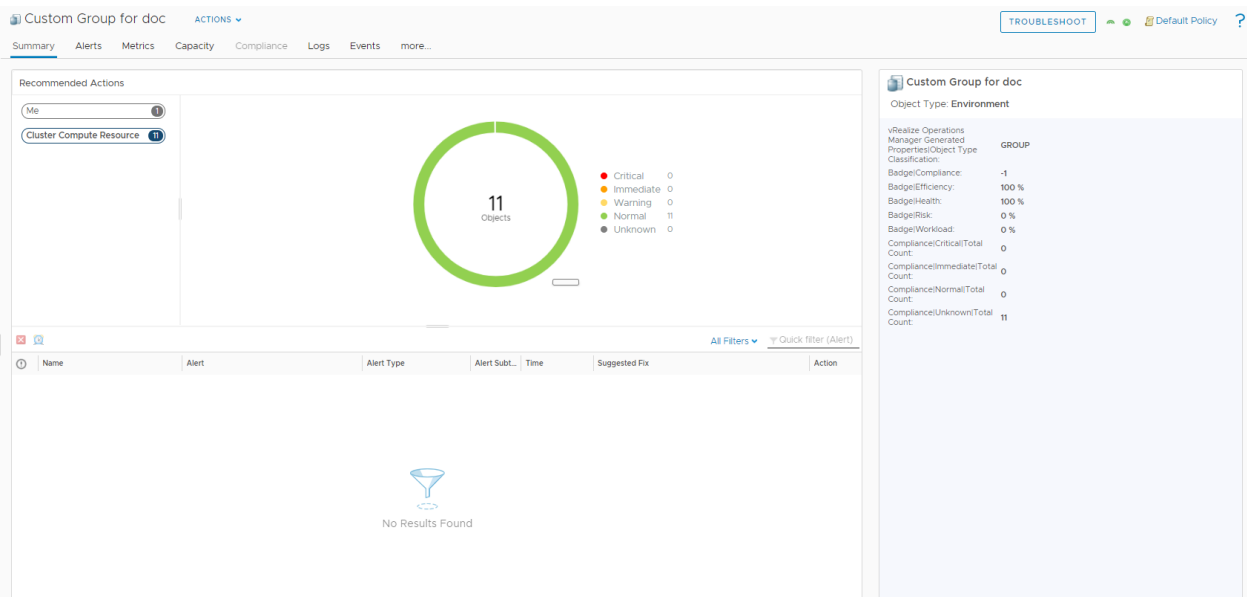 Custom Group for doc
ACTIONS
TROUBLESHOOT
Default Policy
?
Summary Alerts Metrics Capacity Compliance Logs Events more...
Recommended Actions
Me 1
Cluster Compute Resource 11
11
Objects
Critical 0
Immediate 0
Warning 0
Normal 11
Unknown 0
All Filters
Quick filter (Alert)
Name Alert Alert Type Alert Subt... Time Suggested Fix Action
No Results Found
Custom Group for doc
Object Type: Environment
vRealize Operations
Manager Generated
Properties|Object Type
Classification:
GROUP
Badge|Compliance: -1
Badge|Efficiency: 100 %
Badge|Health: 100 %
Badge|Risk: 0 %
Badge|Workload: 0 %
Compliance|Critical|Total
Count:
0
Compliance|Immediate|Total
Count:
0
Compliance|Normal|Total
Count:
0
Compliance|Unknown|Total
Count:
11